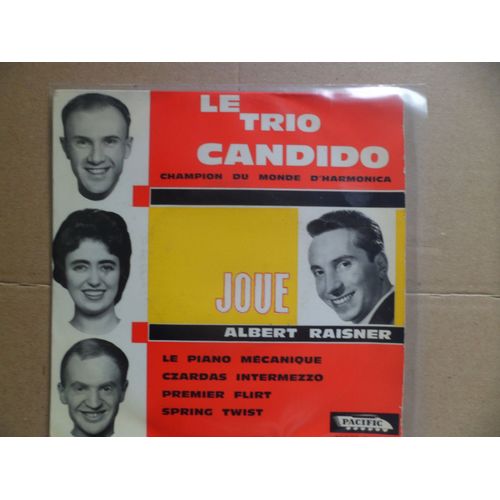 LE
TRIO
CANDIDO
CHAMPION DU MONDE D'HARMONICA
JOUE
ALBERT RAISNER
LE PIANO MÉCANIQUE
CZARDAS INTERMEZZO
PREMIER FLIRT
SPRING TWIST
PACIFIC